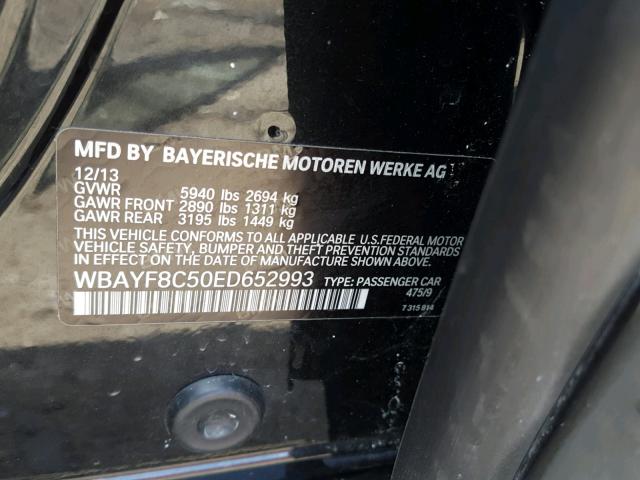 MFD BY BAYERISCHE MOTOREN WERKE AG
12/13
GVWR 5940 lbs 2694 kg
GAWR FRONT 2890 lbs 1311 kg
GAWR REAR 3195 lbs 1449 kg
THIS VEHICLE CONFORMS TO ALL APPLICABLE U.S.FEDERAL MOTOR
VEHICLE SAFETY, BUMPER AND THEFT PREVENTION STANDARDS
IN EFFECT ON THE DATE OF MANUFACTURE SHOWN ABOVE.
WBAYF8C50ED652993 TYPE: PASSENGER CAR
475/9
7 315 814